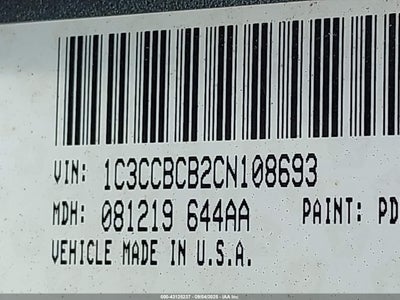 VIN: 1C3CCBCB2CN108693
MDH: 081219 644AA PAINT: PD
VEHICLE MADE IN U.S.A.